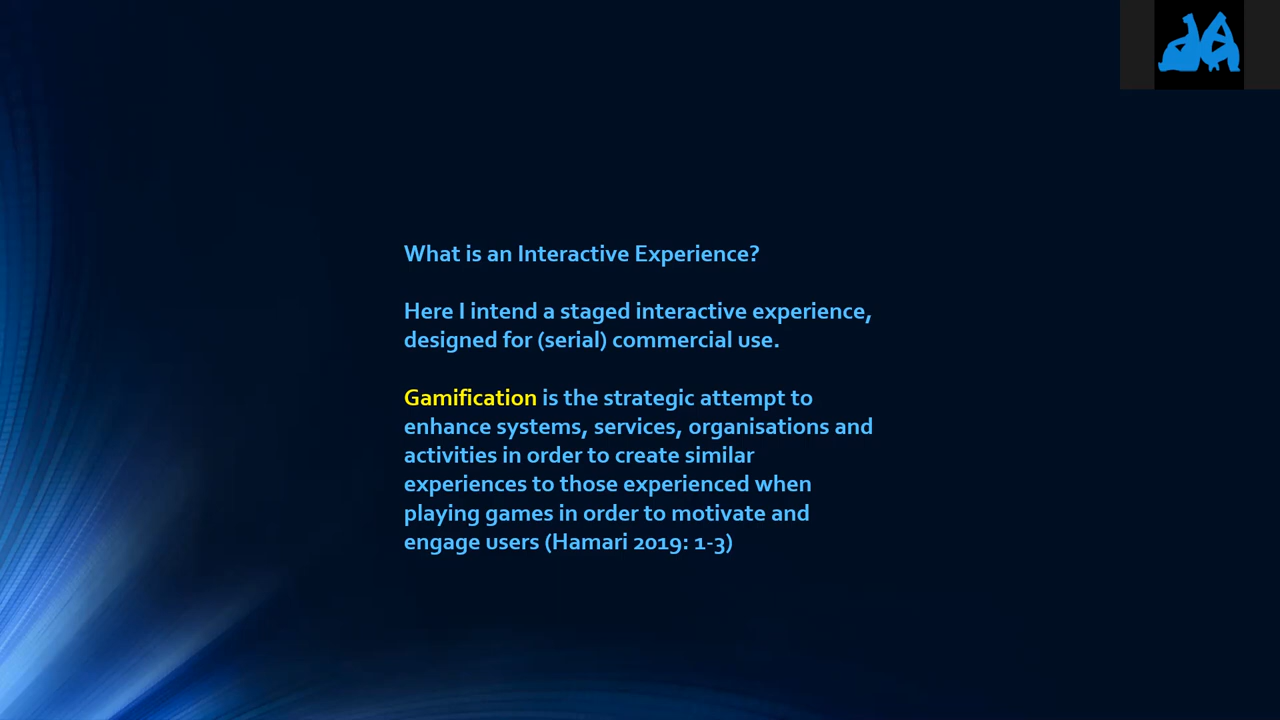 What is an Interactive Experience?
Here I intend a staged interactive experience,
designed for (serial) commercial use.
Gamification is the strategic attempt to
enhance systems, services, organisations and
activities in order to create similar
experiences to those experienced when
playing games in order to motivate and
engage users (Hamari 2019: 1-3)